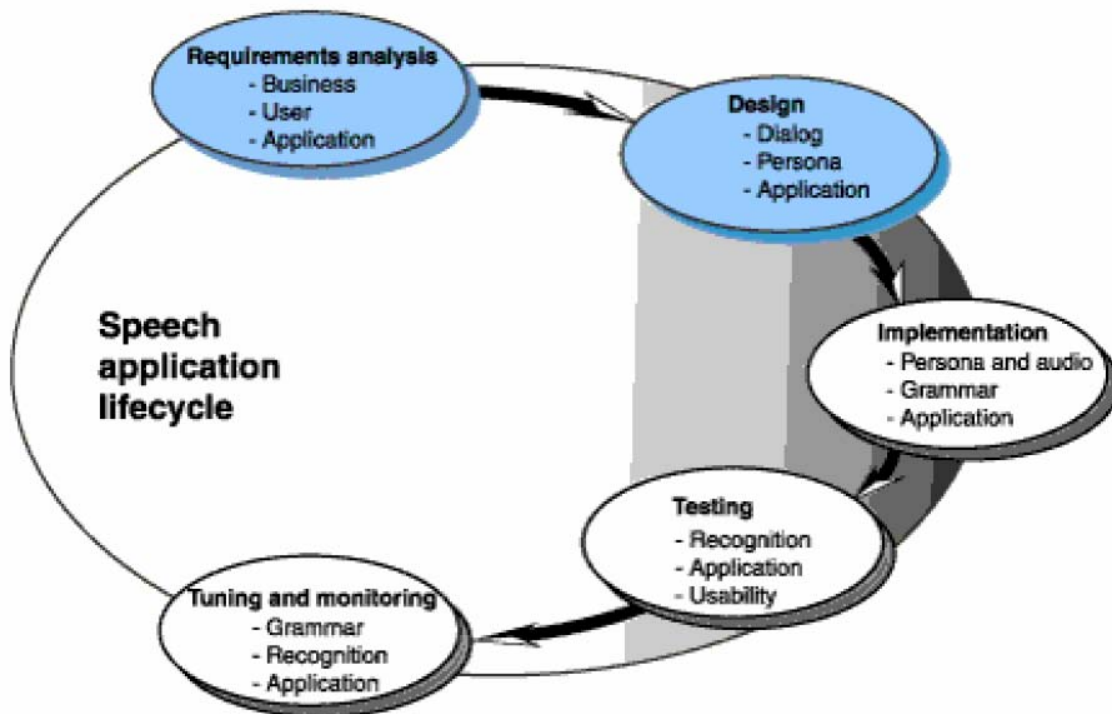 Requirements analysis
- Business
- User
- Application
Design
- Dialog
- Persona
- Application
Speech
application
lifecycle
Implementation
- Persona and audio
- Grammar
- Application
Testing
- Recognition
- Application
- Usability
Tuning and monitoring
- Grammar
- Recognition
- Application